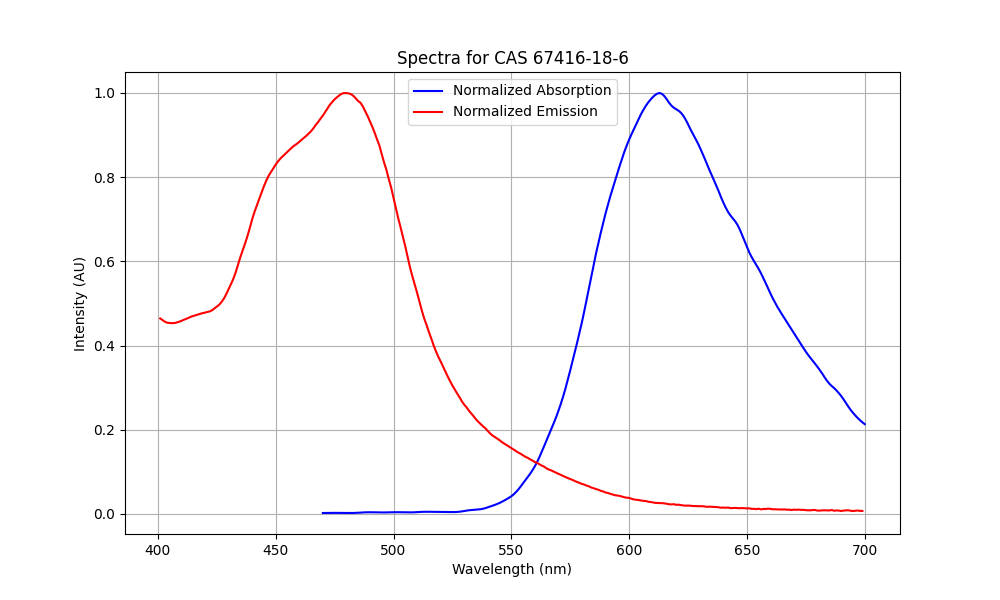 Spectra for CAS 67416-18-6
Normalized Absorption
Normalized Emission
Intensity (AU)
1.0
0.8
0.6
0.4
0.2
0.0
400 450 500 550 600 650 700
Wavelength (nm)